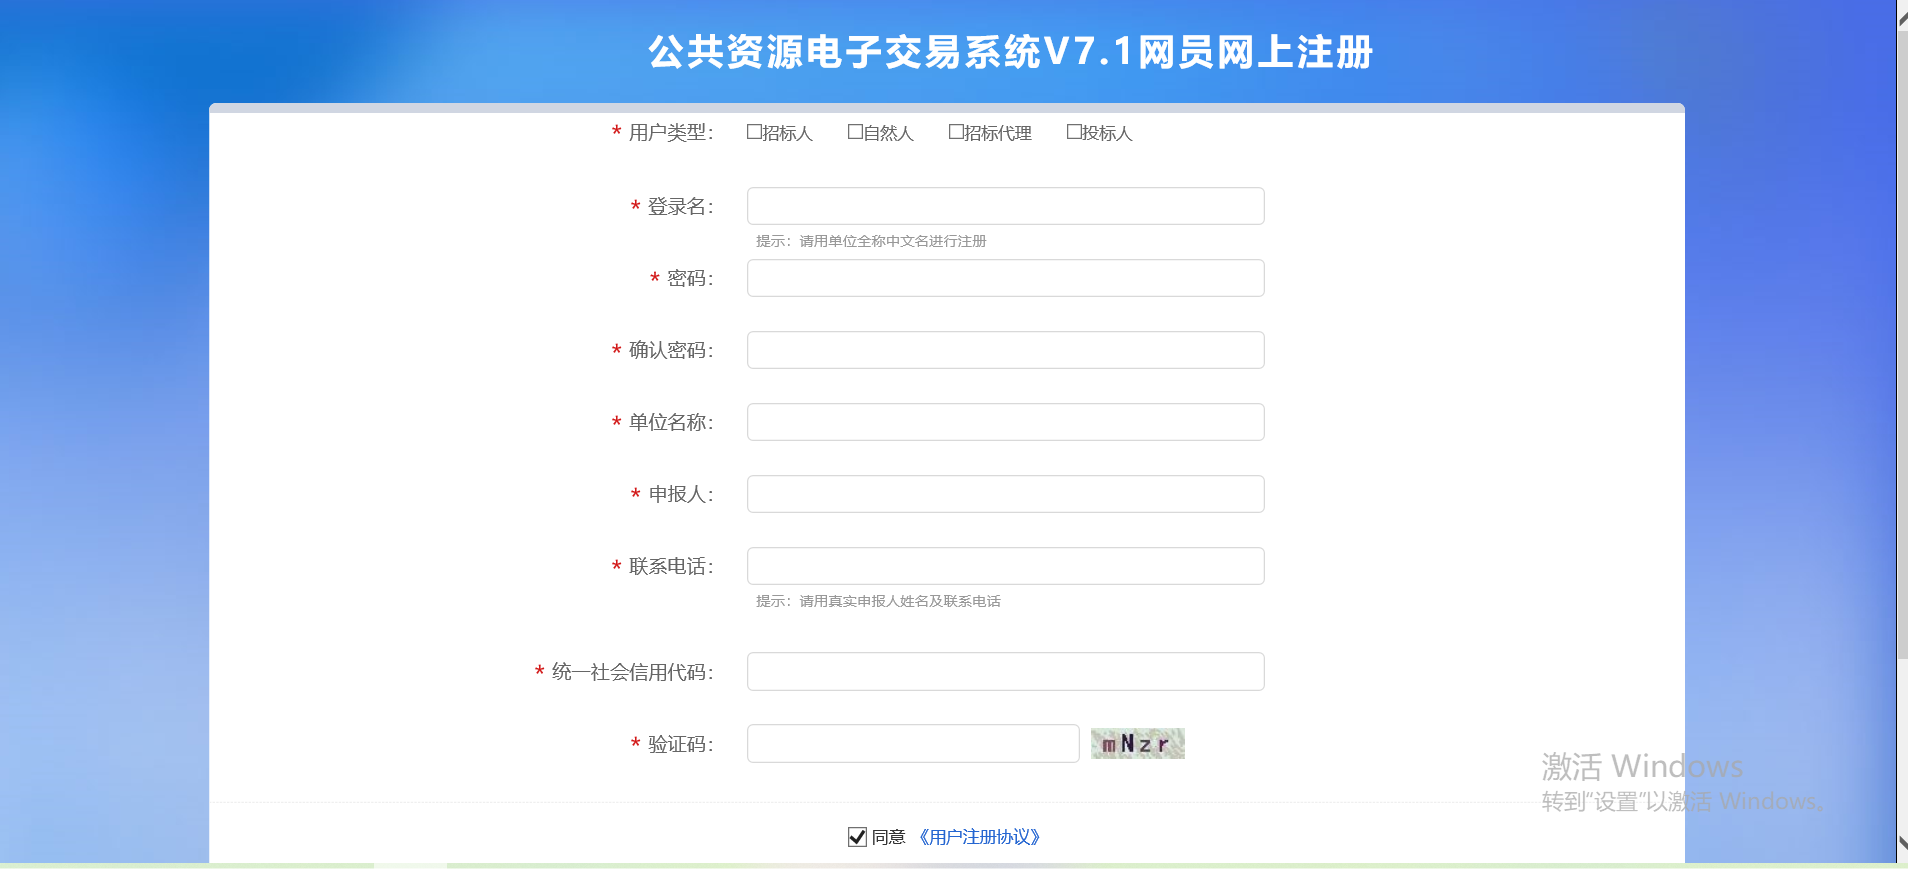 公共资源电子交易系统V7.1网员网上注册
* 用户类型： 招标人 自然人 招标代理 投标人
* 登录名：
提示：请用单位全称中文名进行注册
* 密码：
* 确认密码：
* 单位名称：
* 申报人：
* 联系电话：
提示：请用真实申报人姓名及联系电话
* 统一社会信用代码：
* 验证码： mNzr
激活 Windows
转到“设置”以激活 Windows。
同意 《用户注册协议》